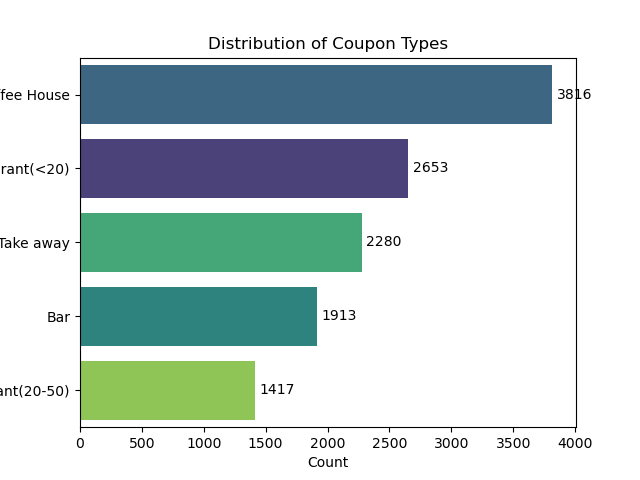 Distribution of Coupon Types
fee House
3816
rant(<20)
2653
Take away
2280
Bar
1913
ant(20-50)
1417
0 500 1000 1500 2000 2500 3000 3500 4000
Count